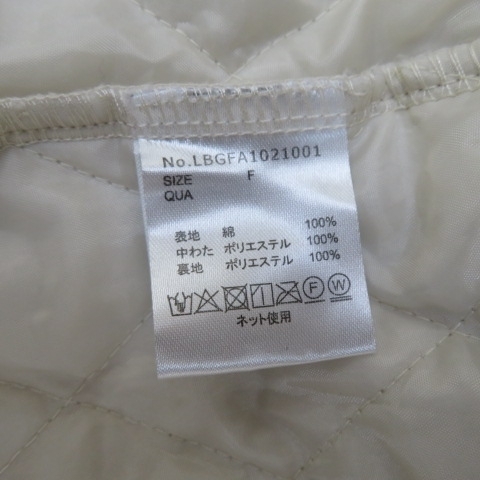 No.LBGFA1021001
SIZE F
QUA
表地 綿 100%
中わた ポリエステル 100%
裏地 ポリエステル 100%
F W
ネット使用